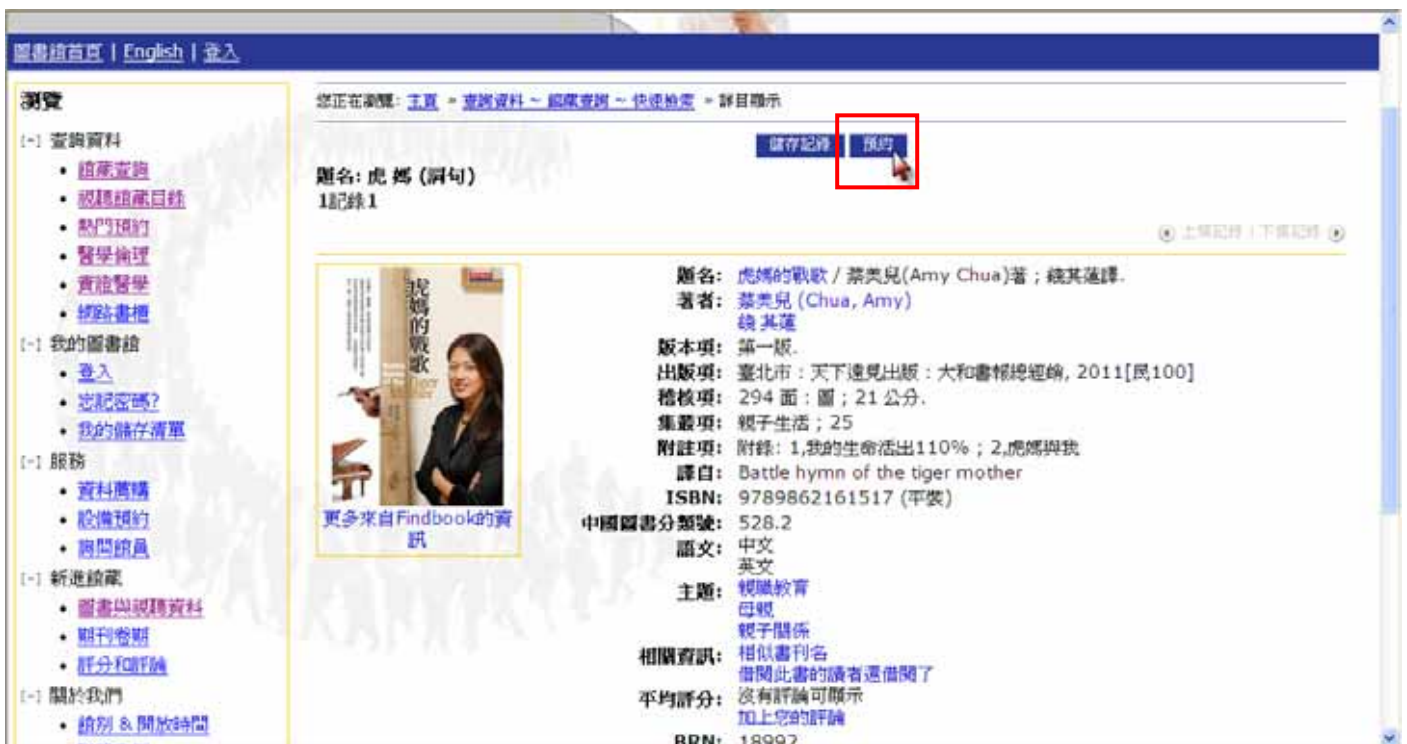 圖書館首頁 | English | 登入
瀏覽
[-] 查詢資料
• 館藏查詢
• 視聽館藏目錄
• 熱門預約
• 醫學倫理
• 實證醫學
• 網路書櫃
[-] 我的圖書館
• 登入
• 忘記密碼?
• 我的儲存清單
[-] 服務
• 資料薦購
• 設備預約
• 詢問館員
[-] 新進館藏
• 圖書與視聽資料
• 期刊卷期
• 評分和評論
[-] 關於我們
• 館別 & 開放時間
您正在瀏覽: 主頁 » 查詢資料 ~ 館藏查詢 ~ 快速檢索 » 詳目顯示
儲存記錄 預約
題名: 虎 媽 (詞句)
1記錄1
上項記錄 | 下項記錄
虎媽的戰歌
更多來自Findbook的資
訊
題名: 虎媽的戰歌 / 蔡美兒(Amy Chua)著 ; 錢其蓮譯.
著者: 蔡美兒 (Chua, Amy)
錢 其蓮
版本項: 第一版.
出版項: 臺北市 : 天下遠見出版 : 大和書報總經銷, 2011[民100]
稽核項: 294 面 : 圖 ; 21 公分.
集叢項: 親子生活 ; 25
附註項: 附錄: 1,我的生命活出110% ; 2,虎媽與我
譯自: Battle hymn of the tiger mother
ISBN: 9789862161517 (平裝)
中國圖書分類號: 528.2
語文: 中文
英文
主題: 親職教育
母親
親子關係
相關資訊: 相似書刊名
借閱此書的讀者還借閱了
平均評分: 沒有評論可顯示
加上您的評論
BRN: 18992